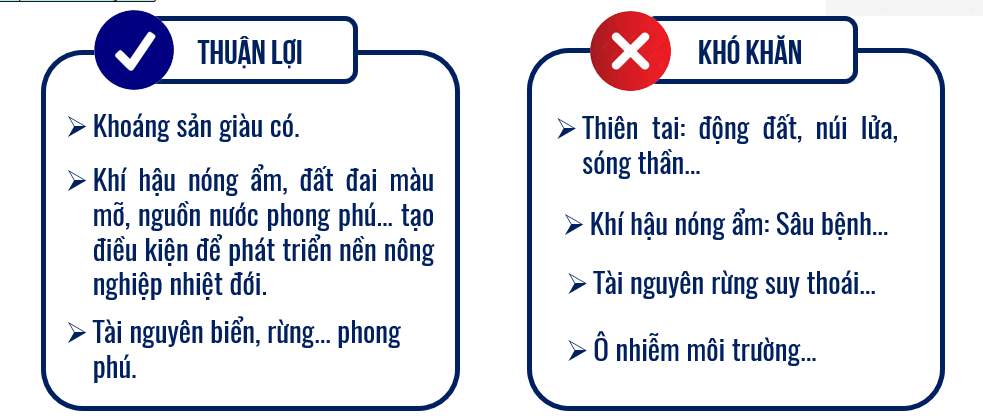 THUẬN LỢI
➢ Khoáng sản giàu có.
➢ Khí hậu nóng ẩm, đất đai màu
mỡ, nguồn nước phong phú... tạo
điều kiện để phát triển nền nông
nghiệp nhiệt đới.
➢ Tài nguyên biển, rừng... phong
phú.
KHÓ KHĂN
➢ Thiên tai: động đất, núi lửa,
sóng thần...
➢ Khí hậu nóng ẩm: Sâu bệnh...
➢ Tài nguyên rừng suy thoái...
➢ Ô nhiễm môi trường...